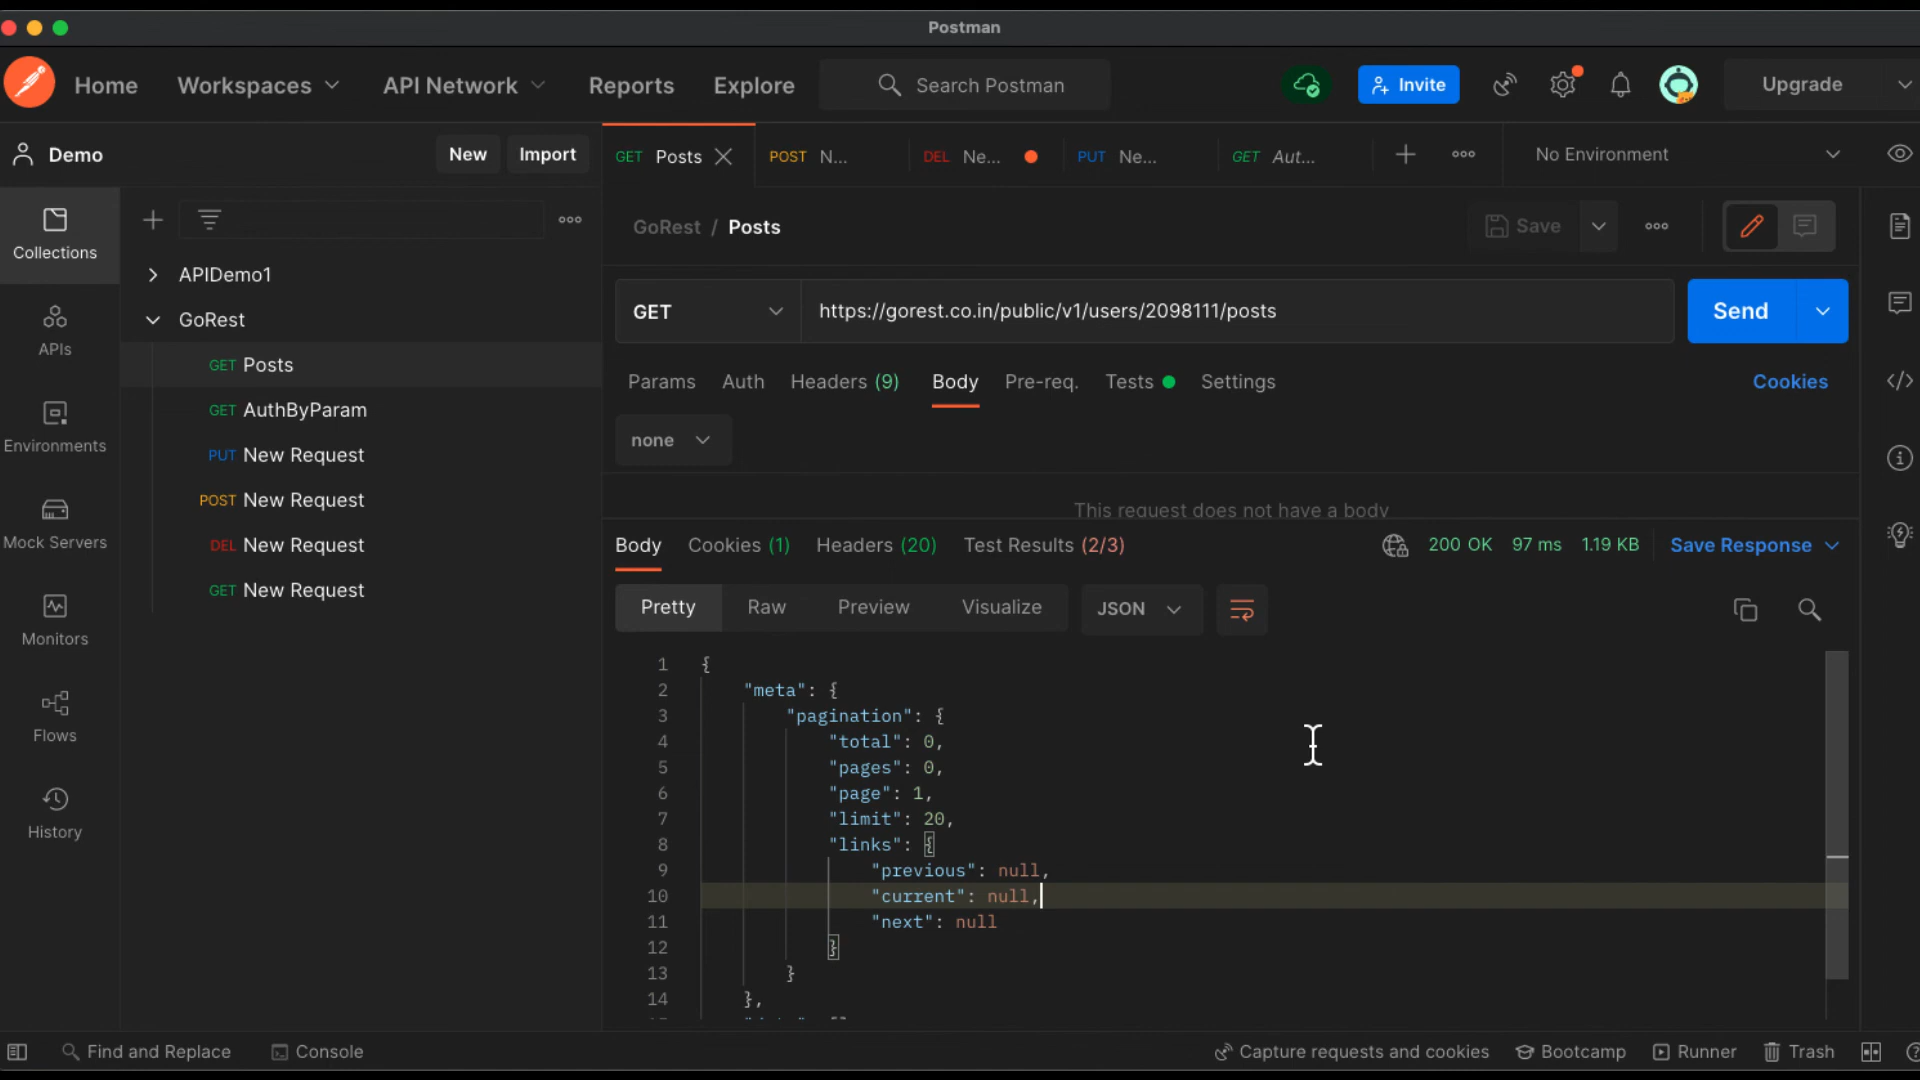 Postman
Home Workspaces API Network Reports Explore Search Postman Invite Upgrade
Demo New Import
GET Posts POST N... DEL Ne... PUT Ne... GET Aut... No Environment
Collections
APIs
Environments
Mock Servers
Monitors
Flows
History
APIDemo1
GoRest
GET Posts
GET AuthByParam
PUT New Request
POST New Request
DEL New Request
GET New Request
GoRest / Posts Save
GET https://gorest.co.in/public/v1/users/2098111/posts Send
Params Auth Headers (9) Body Pre-req. Tests Settings Cookies
none
This request does not have a body
Body Cookies (1) Headers (20) Test Results (2/3) 200 OK 97 ms 1.19 KB Save Response
Pretty Raw Preview Visualize JSON
1 {
2 "meta": {
3 "pagination": {
4 "total": 0,
5 "pages": 0,
6 "page": 1,
7 "limit": 20,
8 "links": {
9 "previous": null,
10 "current": null,
11 "next": null
12 }
13 }
14 },
Find and Replace Console Capture requests and cookies Bootcamp Runner Trash